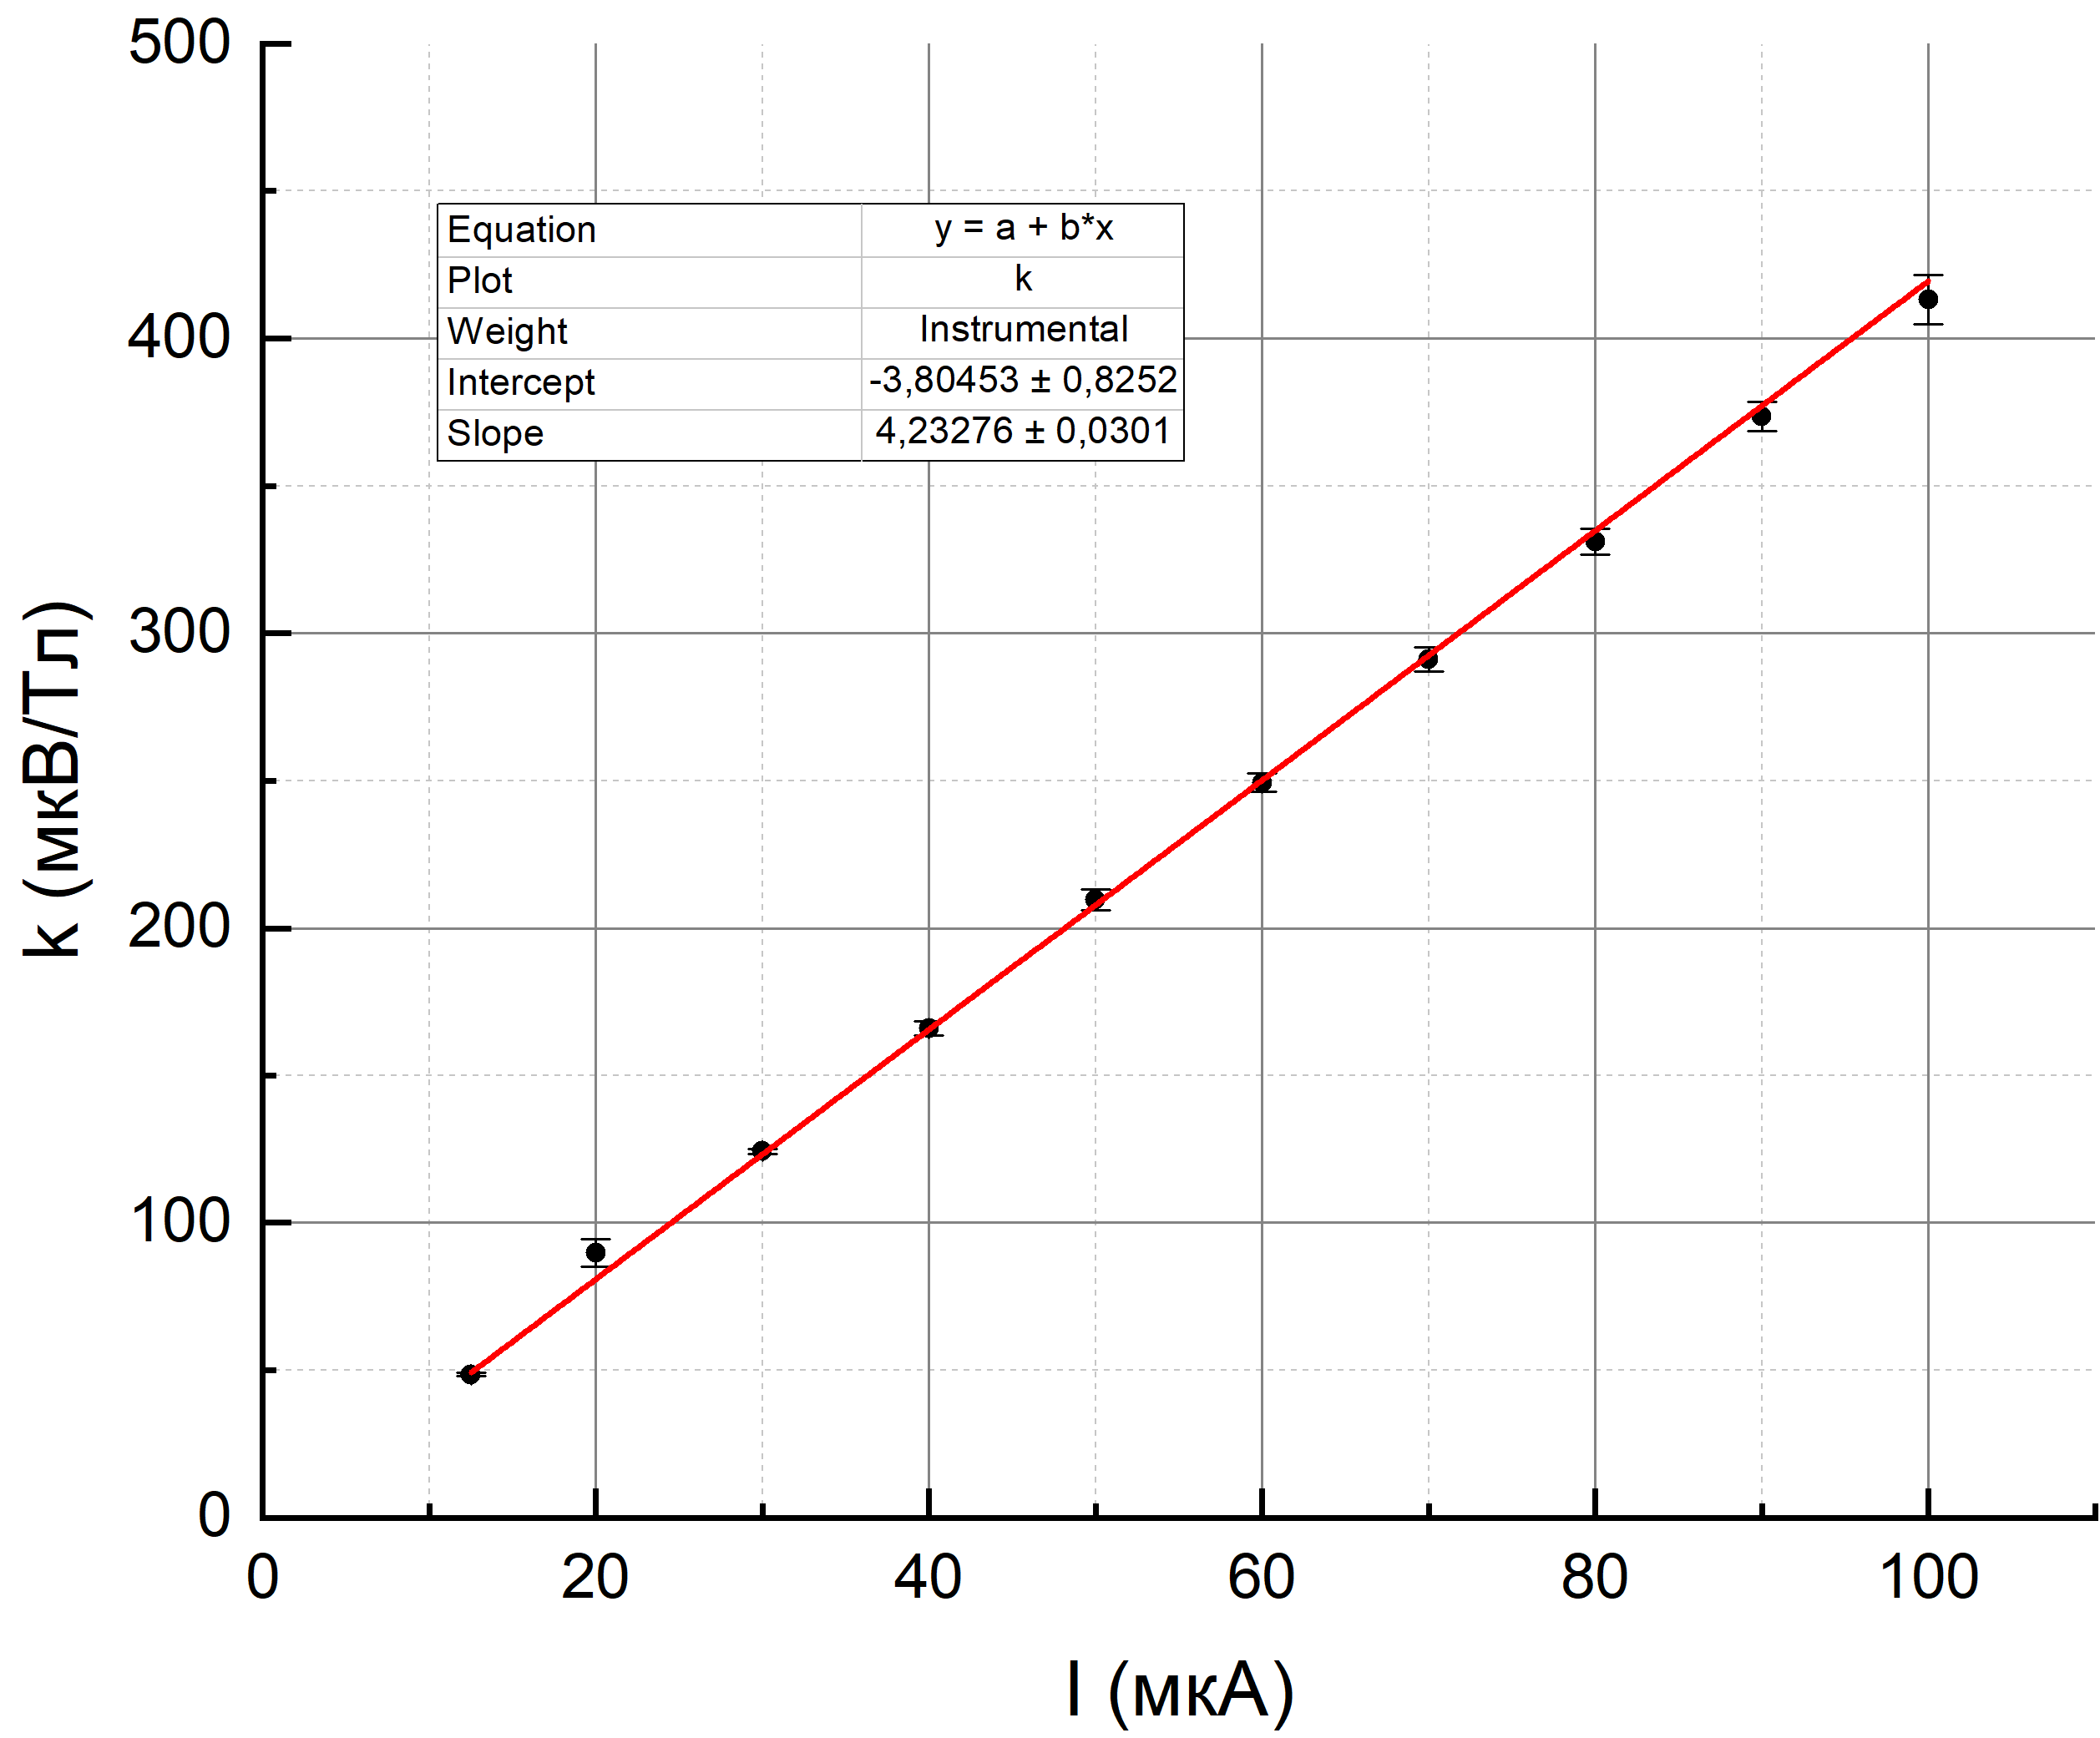 500
400
300
200
100
0
k (мкВ/Тл)
Equation y = a + b*x
Plot k
Weight Instrumental
Intercept -3,80453 ± 0,8252
Slope 4,23276 ± 0,0301
0 20 40 60 80 100
I (мкА)